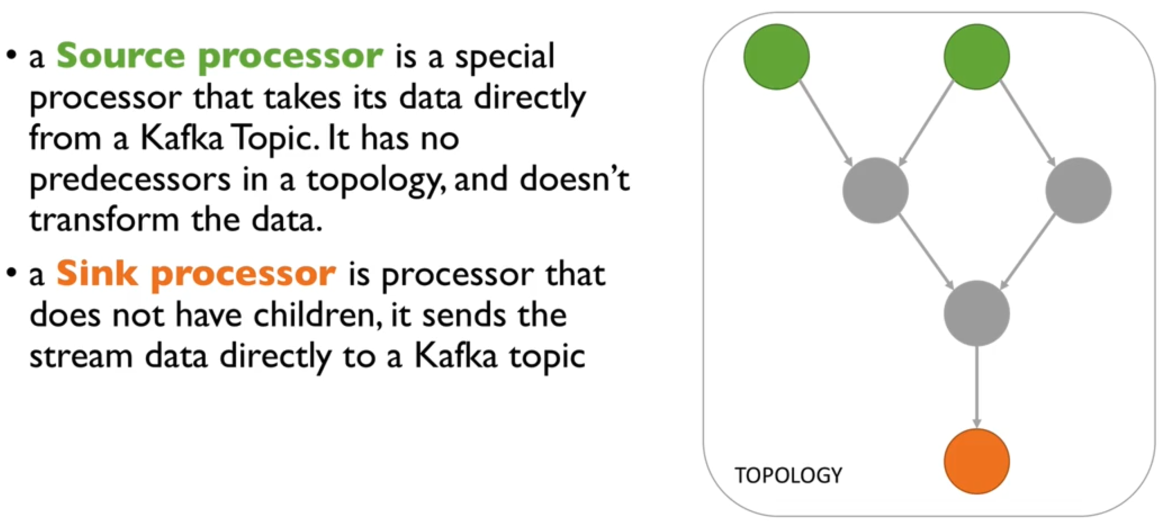 • a Source processor is a special
processor that takes its data directly
from a Kafka Topic. It has no
predecessors in a topology, and doesn't
transform the data.
• a Sink processor is processor that
does not have children, it sends the
stream data directly to a Kafka topic
TOPOLOGY